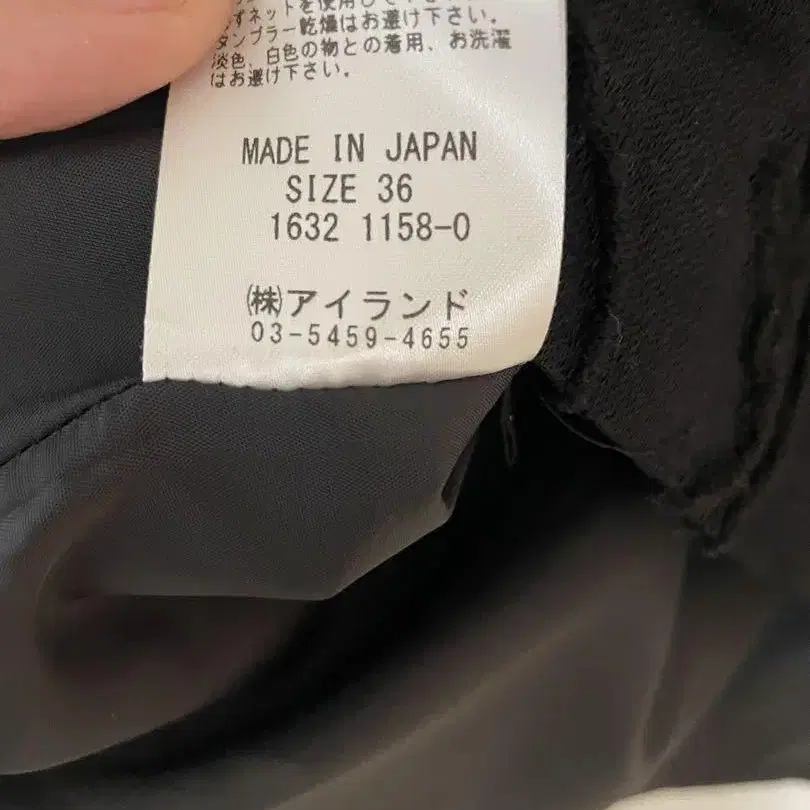 ずネットを使用して下さい。
タンブラー乾燥はお避け下さい。
淡色、白色の物との着用、お洗濯
はお避け下さい。
MADE IN JAPAN
SIZE 36
1632 1158-0
㈱アイランド
03-5459-4655